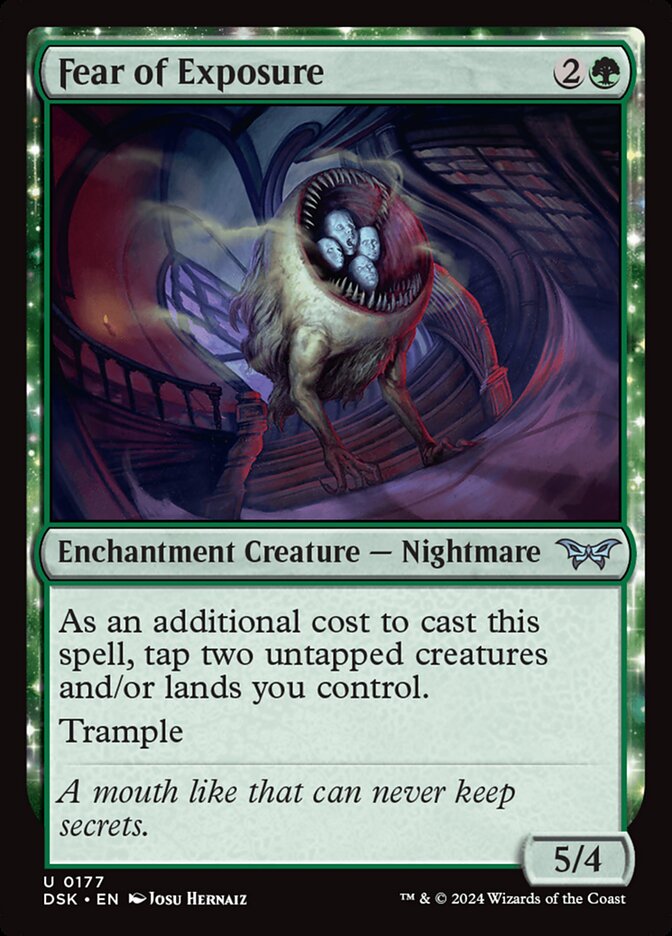 Fear of Exposure 2
Enchantment Creature — Nightmare
As an additional cost to cast this
spell, tap two untapped creatures
and/or lands you control.
Trample
A mouth like that can never keep
secrets.
5/4
U 0177
DSK • EN Josu Hernaiz
™ & © 2024 Wizards of the Coast